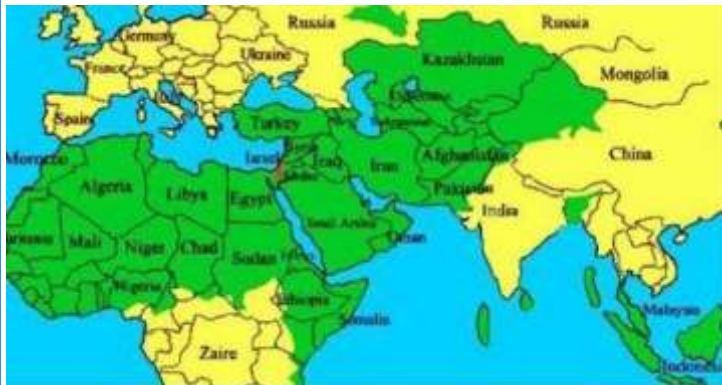 Russia
Russia
Germany
Ukraine
Kazakhstan
France
Mongolia
Spain
Turkey
China
Morocco
Israel
Iraq
Iran
Afghanistan
Algeria
Libya
Egypt
Pakistan
India
Saudi Arabia
Oman
Mali
Niger
Chad
Sudan
Nigeria
Ethiopia
Somalia
Malaysia
Zaire